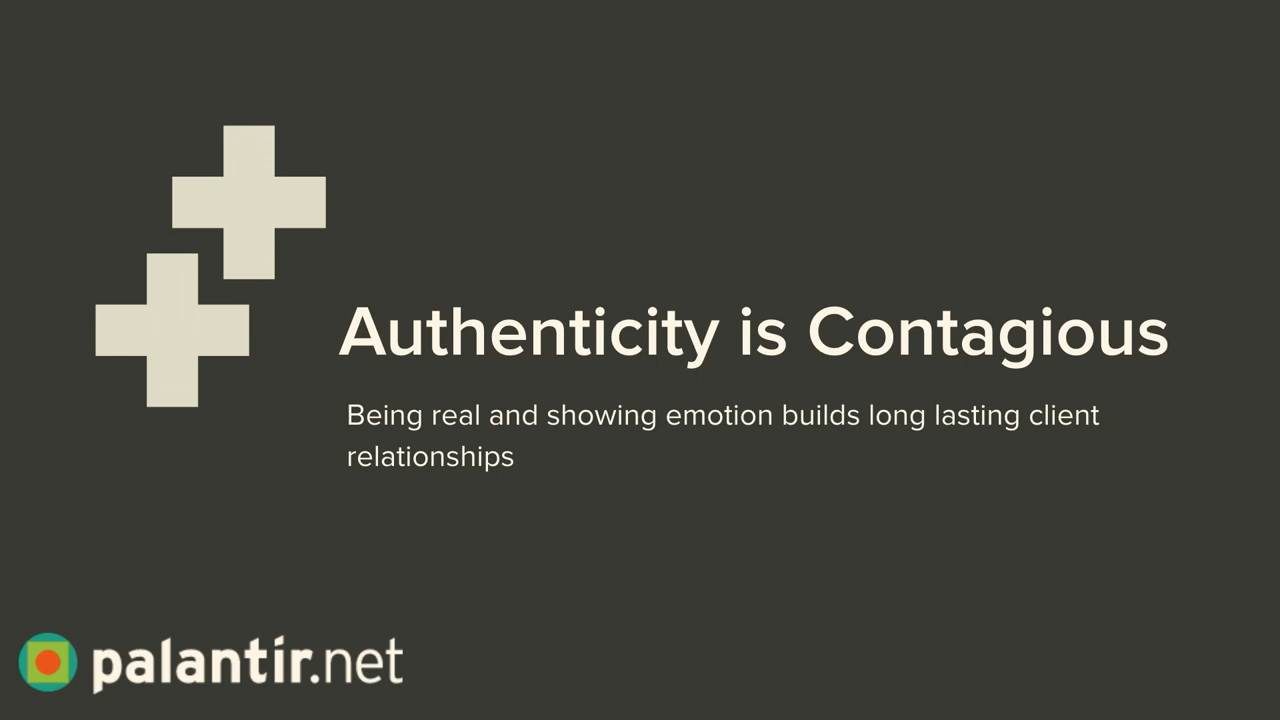 Authenticity is Contagious
Being real and showing emotion builds long lasting client
relationships
palantir.net